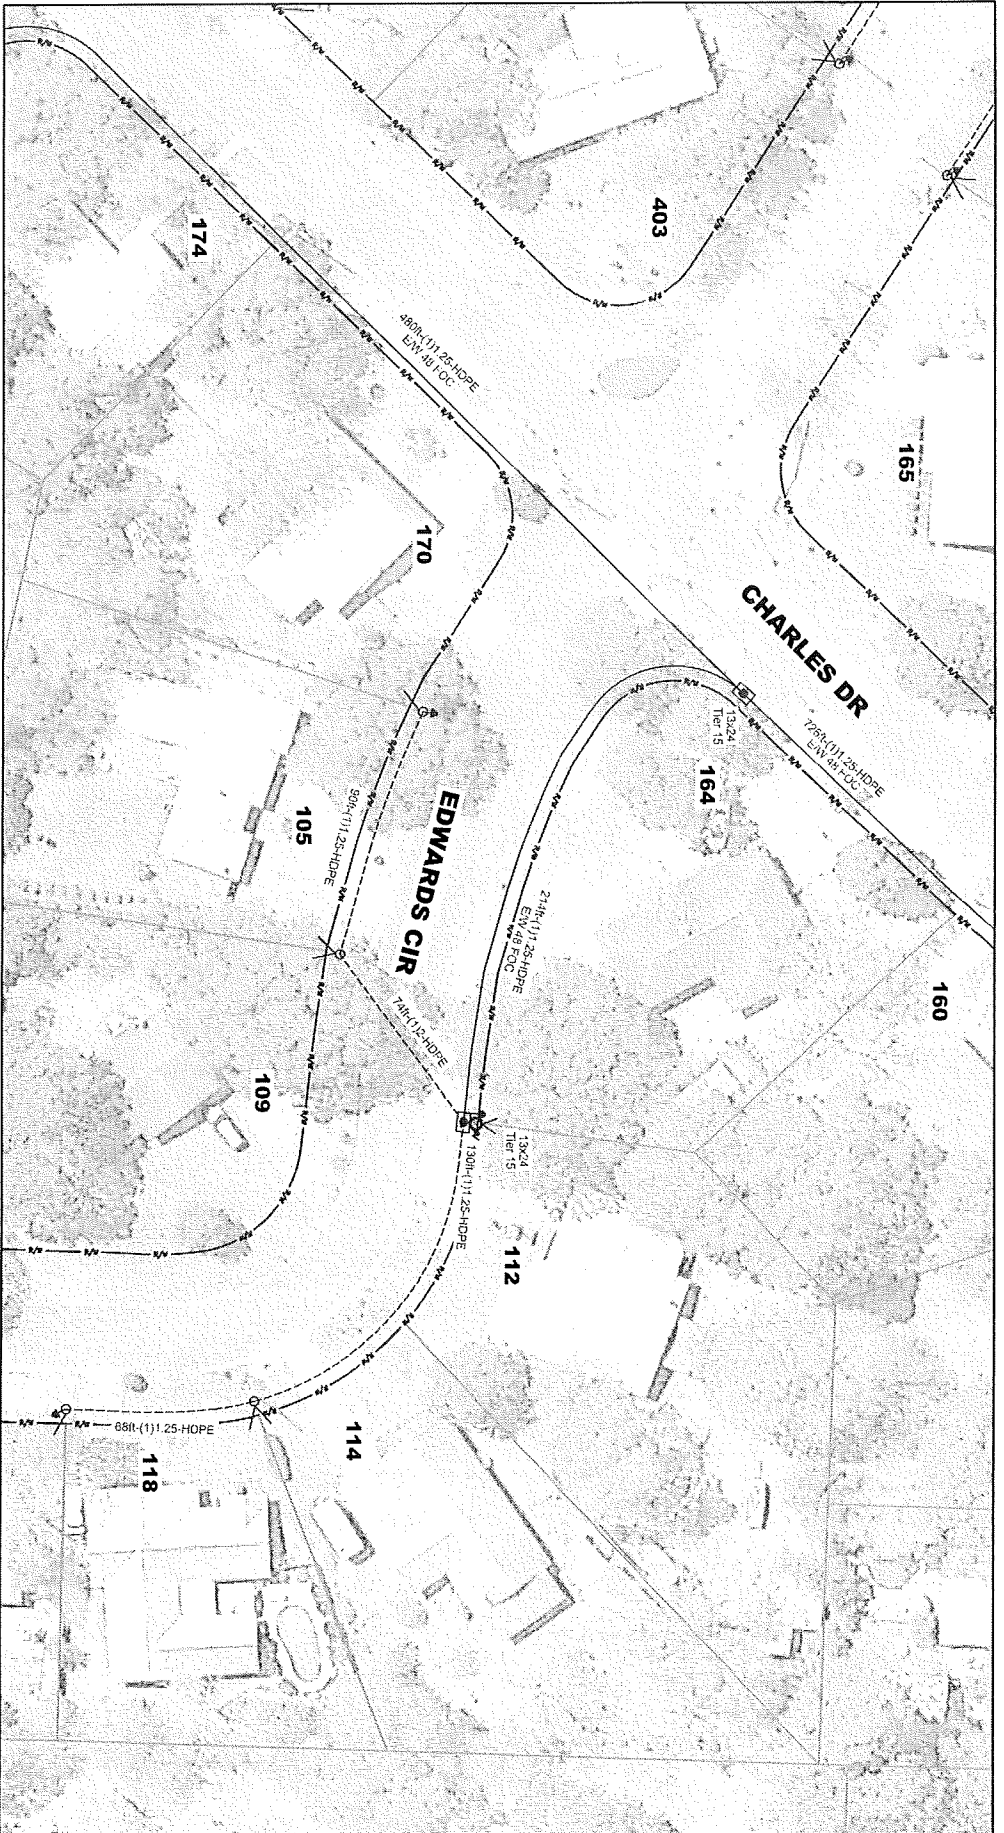 403
165
174
480ft-(1)1.25-HDPE
E/W 48 FOC
170
CHARLES DR
726ft-(1)1.25-HDPE
E/W 48 FOC
13x24
Tier 15
164
160
105
90ft-(1)1.25-HDPE
EDWARDS CIR
214ft-(1)1.25-HDPE
E/W 48 FOC
74ft-(1)2-HDPE
109
13x24
Tier 15
130ft-(1)1.25-HDPE
112
114
68ft-(1)1.25-HDPE
118